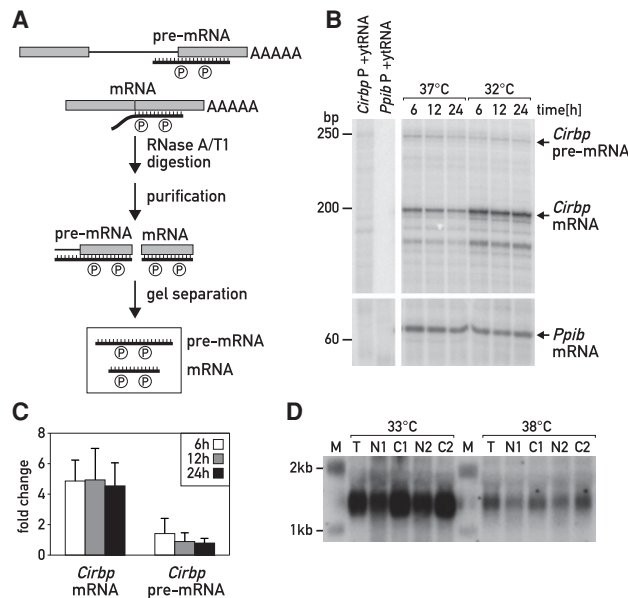 A
pre-mRNA
AAAAA
P P
mRNA
AAAAA
P P
RNase A/T1
digestion
purification
pre-mRNA mRNA
P P P P
gel separation
pre-mRNA
P P
mRNA
P P
B
Cirbp P +ytRNA
Ppib P +ytRNA
37°C 32°C
6 12 24 6 12 24 time[h]
bp
250
Cirbp
pre-mRNA
200
Cirbp
mRNA
60
Ppib
mRNA
C
8
6
4
2
0
fold change
6h
12h
24h
Cirbp
mRNA
Cirbp
pre-mRNA
D
33°C 38°C
M T N1 C1 N2 C2 M T N1 C1 N2 C2
2kb
1kb